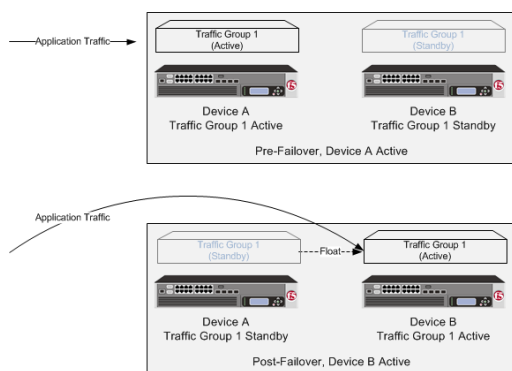 Application Traffic
Traffic Group 1
(Active)
Traffic Group 1
(Standby)
Device A
Traffic Group 1 Active
Device B
Traffic Group 1 Standby
Pre-Failover, Device A Active
Application Traffic
Traffic Group 1
(Standby)
Float
Traffic Group 1
(Active)
Device A
Traffic Group 1 Standby
Device B
Traffic Group 1 Active
Post-Failover, Device B Active